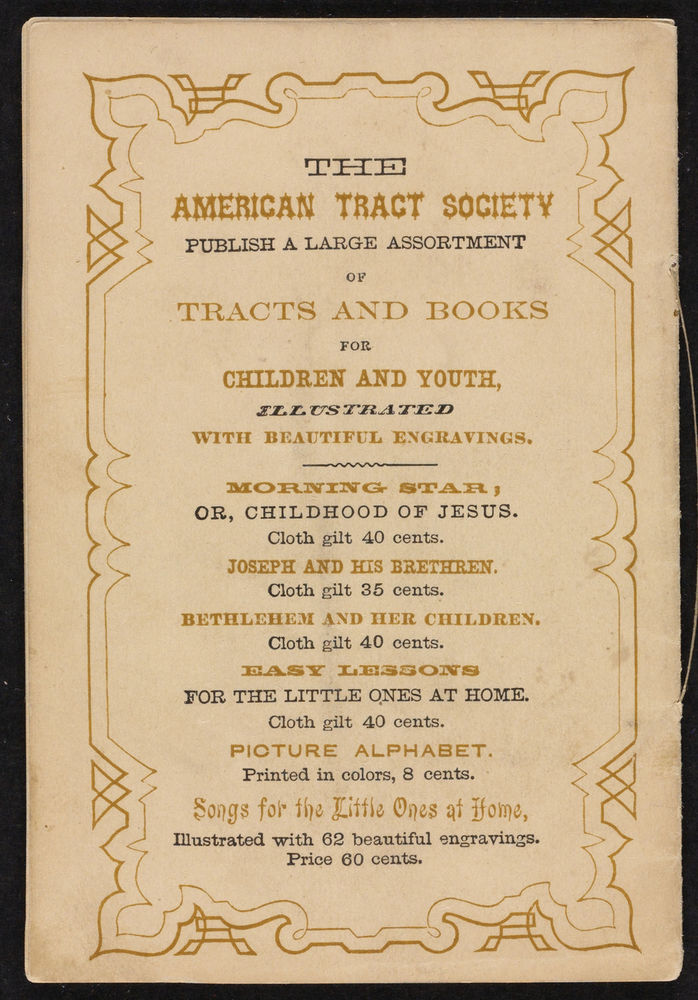 THE
AMERICAN TRACT SOCIETY
PUBLISH A LARGE ASSORTMENT
OF
TRACTS AND BOOKS
FOR
CHILDREN AND YOUTH,
ILLUSTRATED
WITH BEAUTIFUL ENGRAVINGS.
MORNING STAR;
OR, CHILDHOOD OF JESUS.
Cloth gilt 40 cents.
JOSEPH AND HIS BRETHREN.
Cloth gilt 35 cents.
BETHLEHEM AND HER CHILDREN.
Cloth gilt 40 cents.
EASY LESSONS
FOR THE LITTLE ONES AT HOME.
Cloth gilt 40 cents.
PICTURE ALPHABET.
Printed in colors, 8 cents.
Songs for the Little Ones at Home,
Illustrated with 62 beautiful engravings.
Price 60 cents.